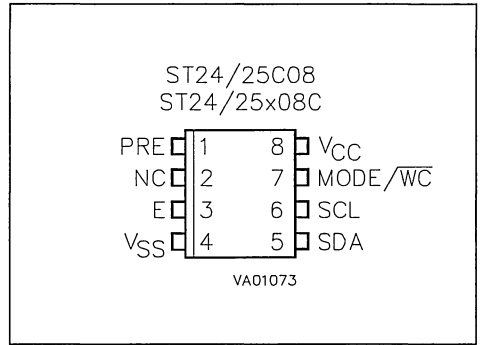 ST24/25C08
ST24/25x08C
PRE 1 8 VCC
NC 2 7 MODE/WC
E 3 6 SCL
VSS 4 5 SDA
VA01073